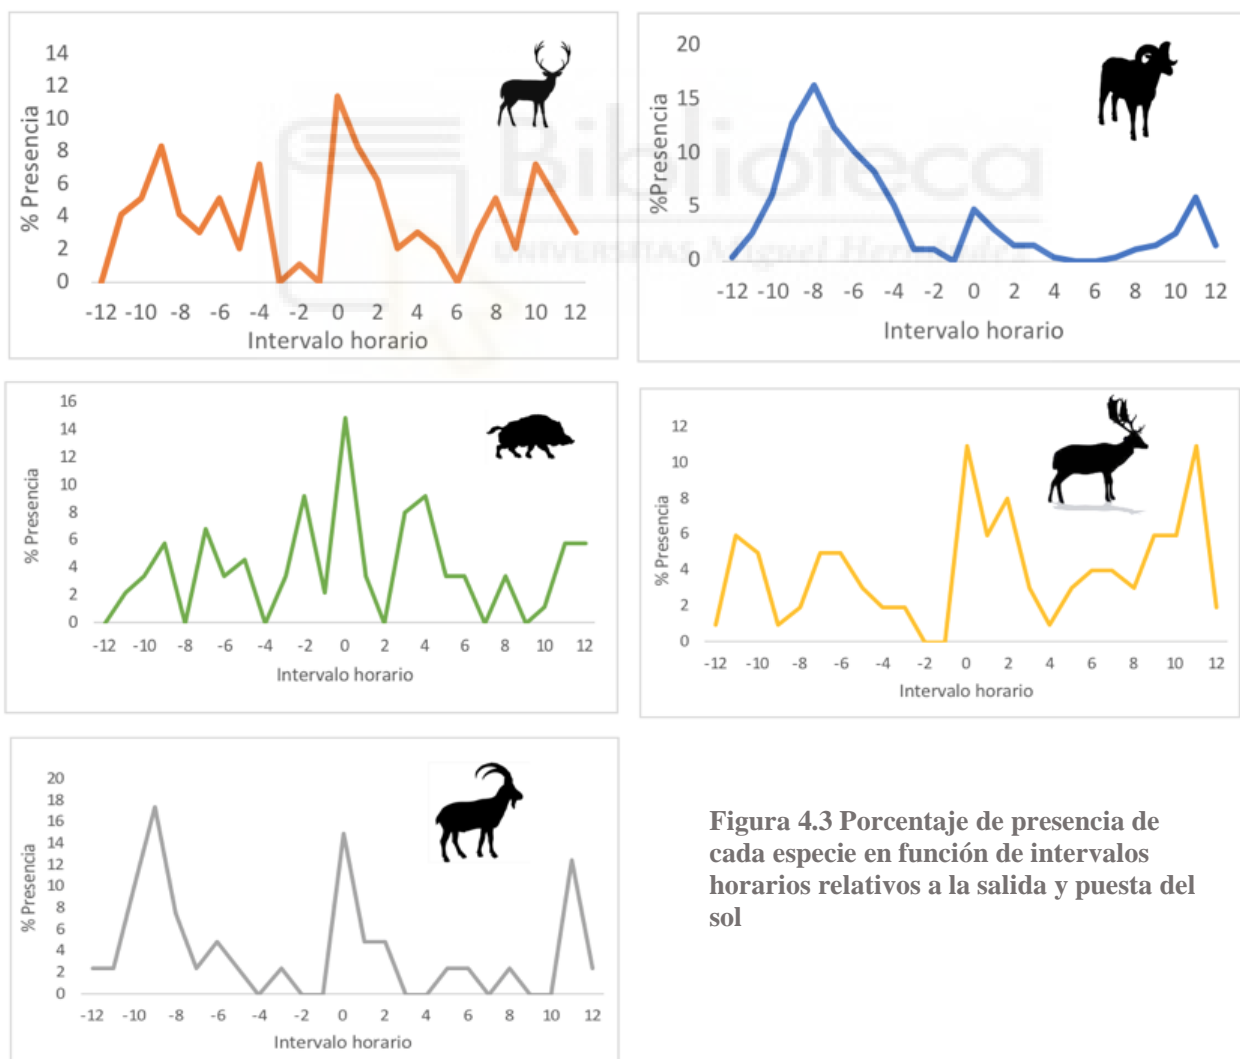 14
12
10
8
6
4
2
0
% Presencia
-12 -10 -8 -6 -4 -2 0 2 4 6 8 10 12
Intervalo horario
20
15
10
5
0
%Presencia
-12 -10 -8 -6 -4 -2 0 2 4 6 8 10 12
Intervalo horario
Biblioteca
UNIVERSITAS Miguel Hernández
16
14
12
10
8
6
4
2
0
% Presencia
-12 -10 -8 -6 -4 -2 0 2 4 6 8 10 12
Intervalo horario
12
10
8
6
4
2
0
% Presencia
-12 -10 -8 -6 -4 -2 0 2 4 6 8 10 12
Intervalo horario
20
18
16
14
12
10
8
6
4
2
0
% Presencia
-12 -10 -8 -6 -4 -2 0 2 4 6 8 10 12
Intervalo horario
Figura 4.3 Porcentaje de presencia de
cada especie en función de intervalos
horarios relativos a la salida y puesta del
sol